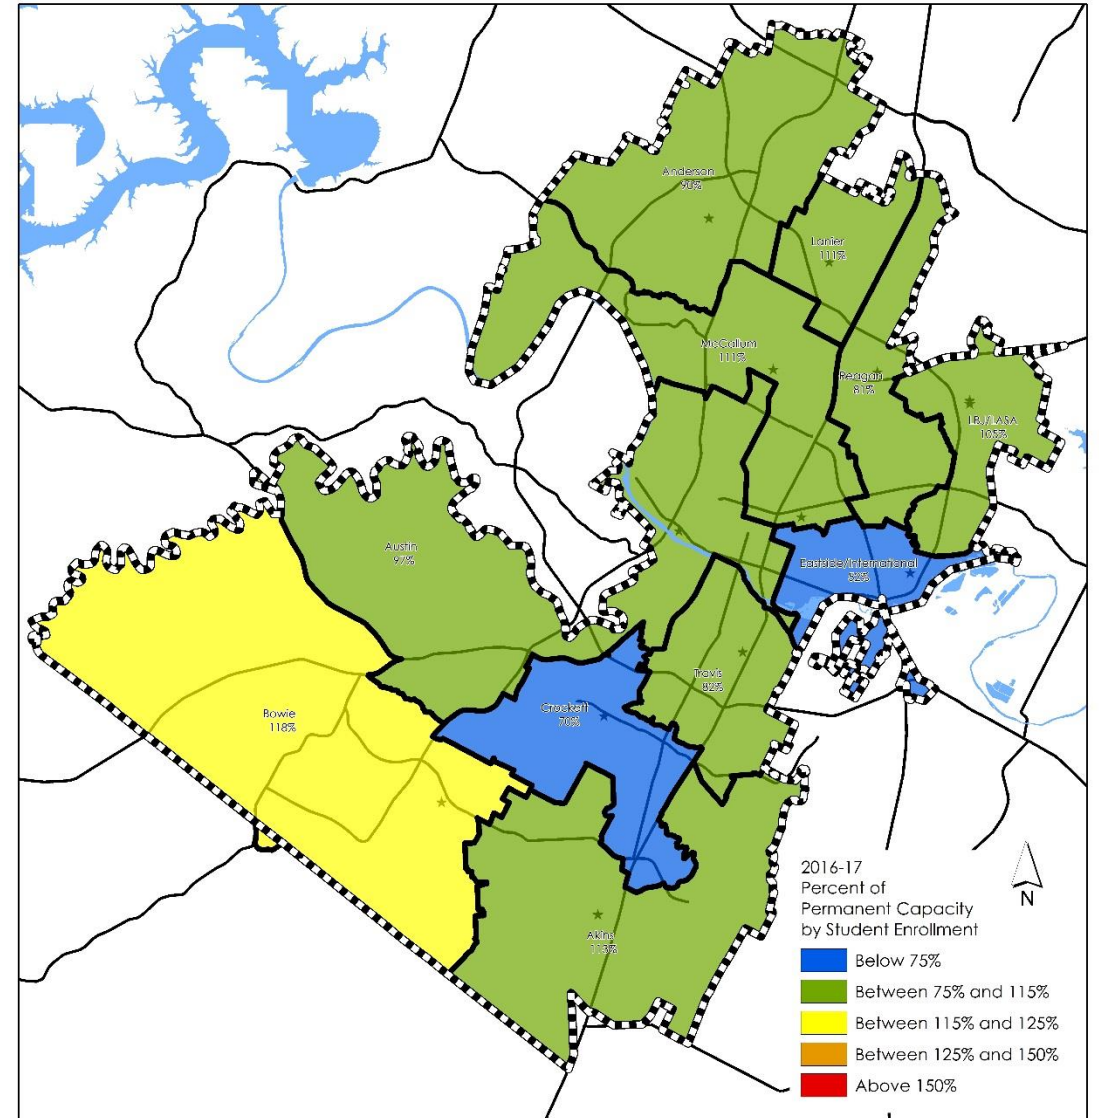 Anderson
90%
Lanier
111%
McCallum
111%
Reagan
81%
LBJ/LASA
105%
Austin
97%
Eastside/International
52%
Travis
82%
Crockett
70%
Bowie
118%
Akins
113%
N
2016-17
Percent of
Permanent Capacity
by Student Enrollment
Below 75%
Between 75% and 115%
Between 115% and 125%
Between 125% and 150%
Above 150%